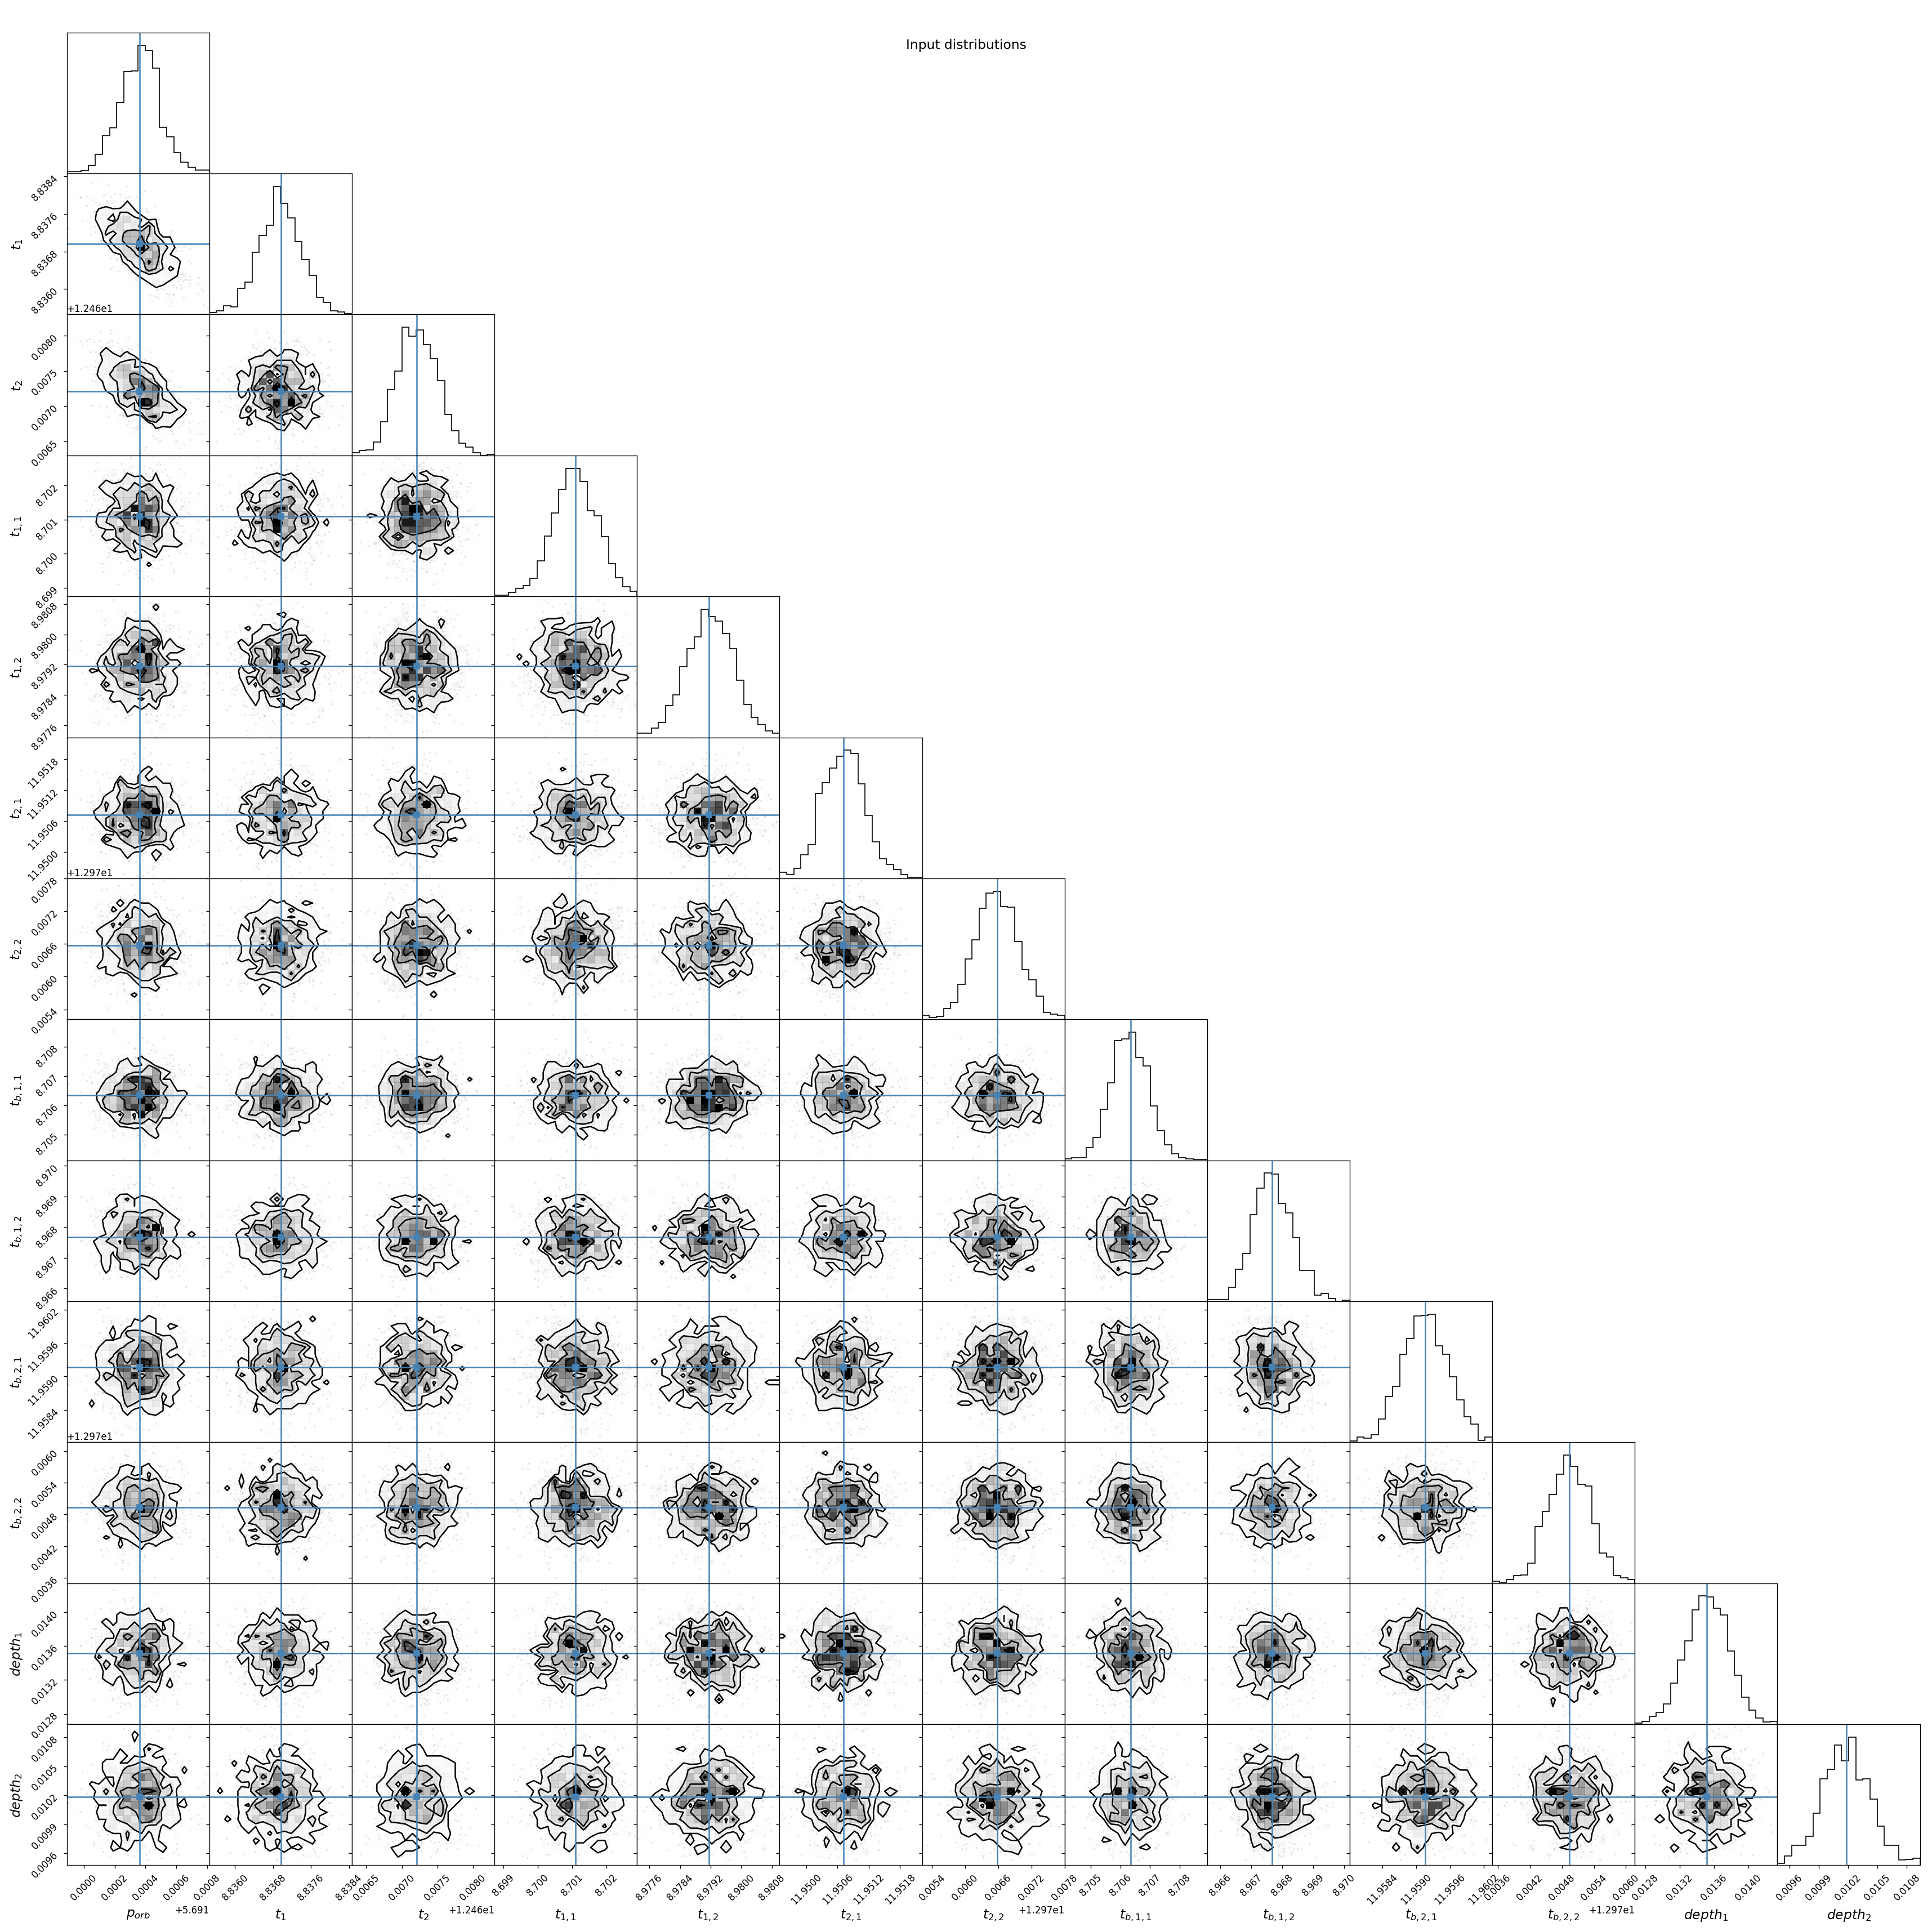 Input distributions
8.8384
8.8376
8.8368
8.8360
t1
+1.246e1
0.0080
0.0075
0.0070
0.0065
t2
8.702
8.701
8.700
8.699
t1, 1
8.9808
8.9800
8.9792
8.9784
8.9776
t1, 2
11.9518
11.9512
11.9506
11.9500
t2, 1
+1.297e1
0.0078
0.0072
0.0066
0.0060
0.0054
t2, 2
8.708
8.707
8.706
8.705
tb, 1, 1
8.970
8.969
8.968
8.967
8.966
tb, 1, 2
11.9602
11.9596
11.9590
11.9584
tb, 2, 1
+1.297e1
0.0060
0.0054
0.0048
0.0042
0.0036
tb, 2, 2
0.0140
0.0136
0.0132
0.0128
depth1
0.0108
0.0105
0.0102
0.0099
0.0096
depth2
0.0000 0.0002 0.0004 0.0006 0.0008 8.8360 8.8368 8.8376 8.8384 0.0065 0.0070 0.0075 0.0080 8.699 8.700 8.701 8.702 8.9776 8.9784 8.9792 8.9800 8.9808 11.9500 11.9506 11.9512 11.9518 0.0054 0.0060 0.0066 0.0072 0.0078 8.705 8.706 8.707 8.708 8.966 8.967 8.968 8.969 8.970 11.9584 11.9590 11.9596 11.9602 0.0036 0.0042 0.0048 0.0054 0.0060 0.0128 0.0132 0.0136 0.0140 0.0096 0.0099 0.0102 0.0105 0.0108
porb +5.691 t1 t2 +1.246e1 t1, 1 t1, 2 t2, 1 t2, 2 +1.297e1 tb, 1, 1 tb, 1, 2 tb, 2, 1 tb, 2, 2 +1.297e1 depth1 depth2